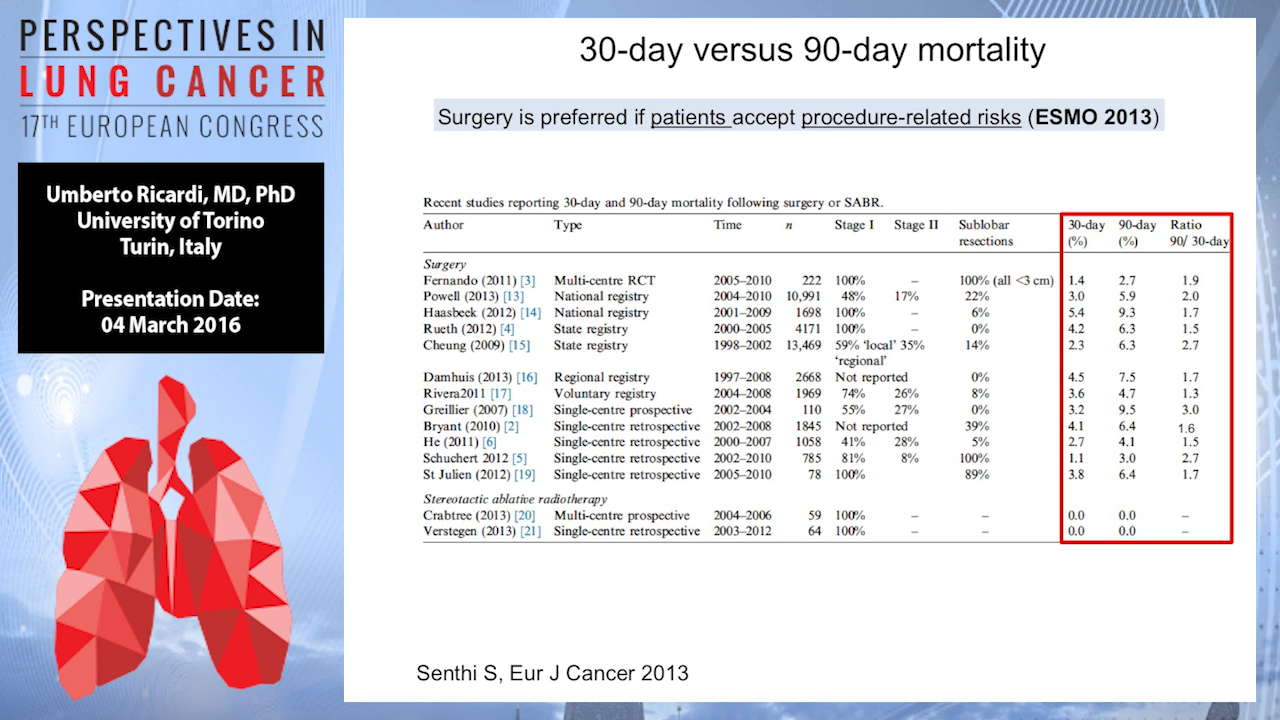 PERSPECTIVES IN
LUNG CANCER
17TH EUROPEAN CONGRESS
Umberto Ricardi, MD, PhD
University of Torino
Turin, Italy
Presentation Date:
04 March 2016
30-day versus 90-day mortality
Surgery is preferred if patients accept procedure-related risks (ESMO 2013)
Recent studies reporting 30-day and 90-day mortality following surgery or SABR.
Author Type Time n Stage I Stage II Sublobar resections 30-day (%) 90-day (%) Ratio 90/ 30-day
Surgery
Fernando (2011) [3] Multi-centre RCT 2005–2010 222 100% – 100% (all <3 cm) 1.4 2.7 1.9
Powell (2013) [13] National registry 2004–2010 10,991 48% 17% 22% 3.0 5.9 2.0
Haasbeek (2012) [14] National registry 2001–2009 1698 100% – 6% 5.4 9.3 1.7
Rueth (2012) [4] State registry 2000–2005 4171 100% – 0% 4.2 6.3 1.5
Cheung (2009) [15] State registry 1998–2002 13,469 59% ‘local’ 35% 14% 2.3 6.3 2.7
‘regional’
Damhuis (2013) [16] Regional registry 1997–2008 2668 Not reported 0% 4.5 7.5 1.7
Rivera2011 [17] Voluntary registry 2004–2008 1969 74% 26% 8% 3.6 4.7 1.3
Greillier (2007) [18] Single-centre prospective 2002–2004 110 55% 27% 0% 3.2 9.5 3.0
Bryant (2010) [2] Single-centre retrospective 2002–2008 1845 Not reported 39% 4.1 6.4 1.6
He (2011) [6] Single-centre retrospective 2000–2007 1058 41% 28% 5% 2.7 4.1 1.5
Schuchert 2012 [5] Single-centre retrospective 2002–2010 785 81% 8% 100% 1.1 3.0 2.7
St Julien (2012) [19] Single-centre retrospective 2005–2010 78 100% 89% 3.8 6.4 1.7
Stereotactic ablative radiotherapy
Crabtree (2013) [20] Multi-centre prospective 2004–2006 59 100% – – 0.0 0.0 –
Verstegen (2013) [21] Single-centre retrospective 2003–2012 64 100% – – 0.0 0.0 –
Senthi S, Eur J Cancer 2013